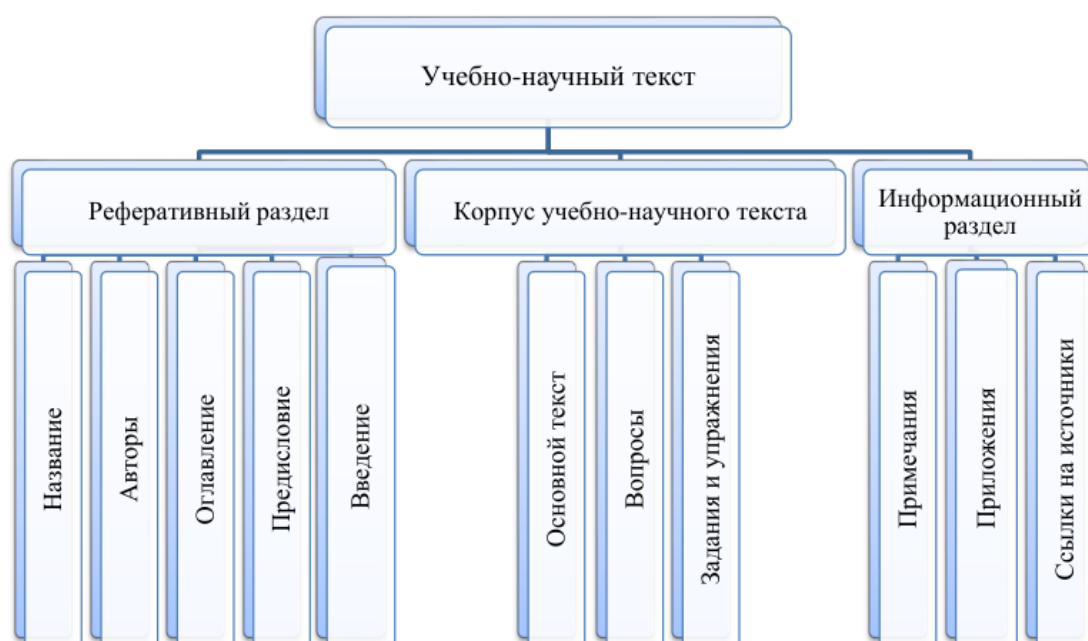 Учебно-научный текст
Реферативный раздел
Корпус учебно-научного текста
Информационный
раздел
Название
Авторы
Оглавление
Предисловие
Введение
Основной текст
Вопросы
Задания и упражнения
Примечания
Приложения
Ссылки на источники